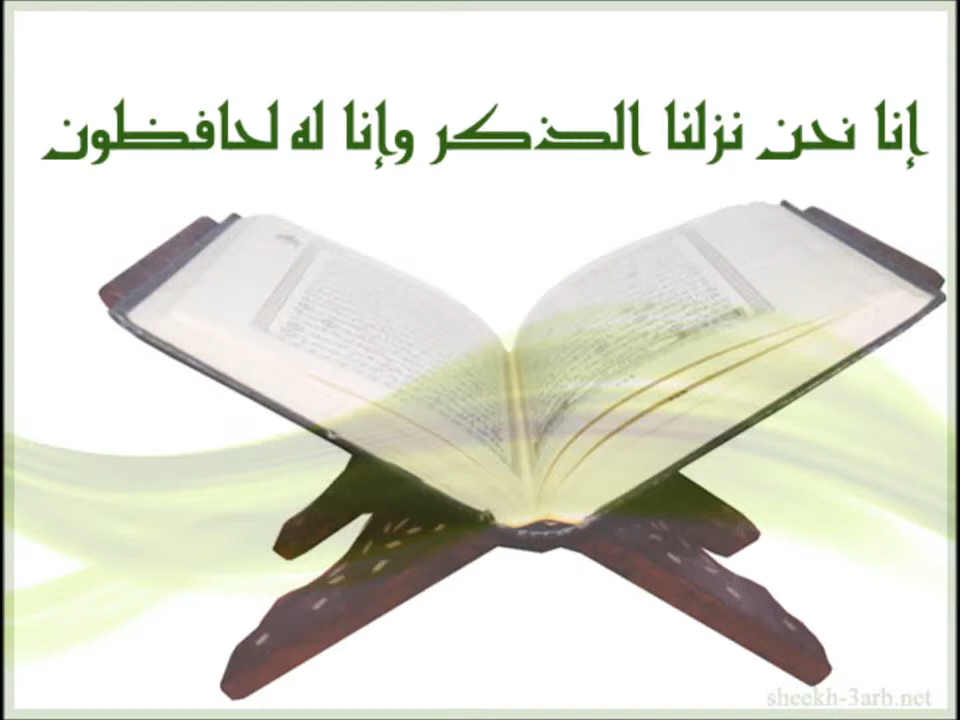 إنا نحن نزلنا الذكر وإنا له لحافظون
sheekh-3arb.net